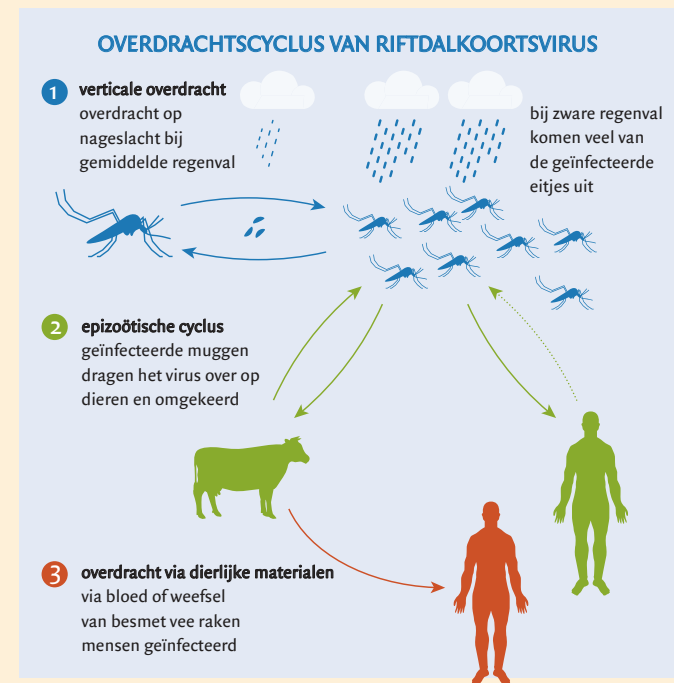 OVERDRACHTSCYCLUS VAN RIFTDALKOORTSVIRUS
1
verticale overdracht
overdracht op
nageslacht bij
gemiddelde regenval
bij zware regenval
komen veel van
de geïnfecteerde
eitjes uit
2
epizoötische cyclus
geïnfecteerde muggen
dragen het virus over op
dieren en omgekeerd
3
overdracht via dierlijke materialen
via bloed of weefsel
van besmet vee raken
mensen geïnfecteerd